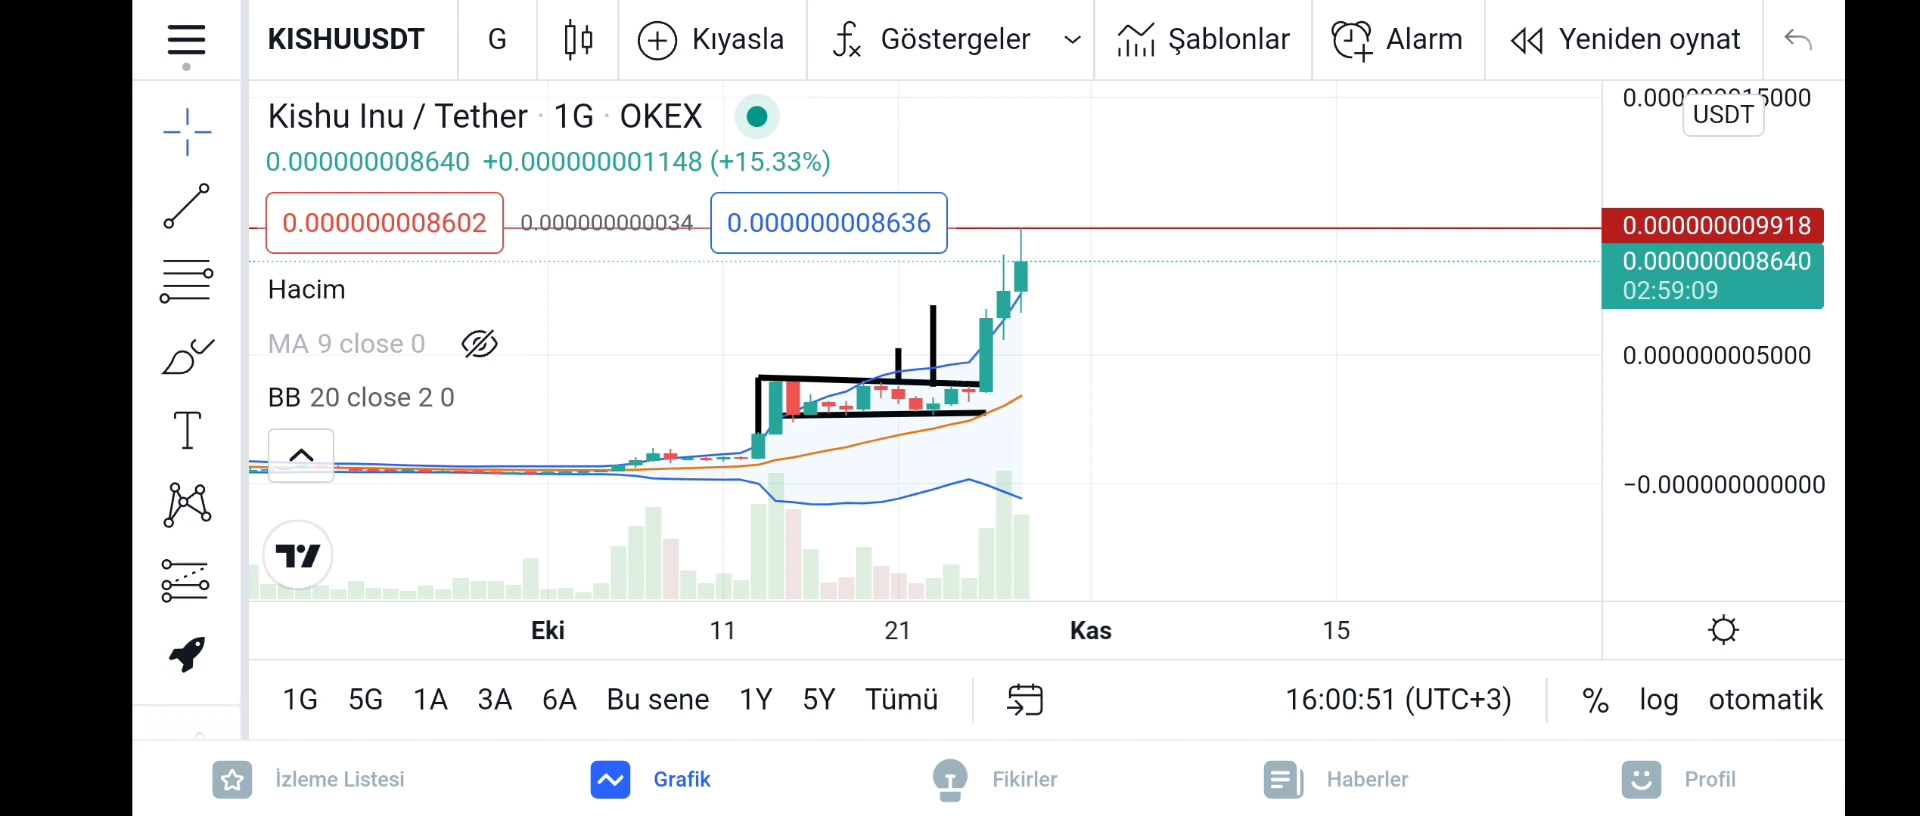 KISHUUSDT G Kıyasla Göstergeler Şablonlar Alarm Yeniden oynat
Kishu Inu / Tether · 1G · OKEX
0.000000008640 +0.000000001148 (+15.33%)
0.000000008602 0.000000000034 0.000000008636
Hacim
MA 9 close 0
BB 20 close 2 0
USDT
0.000000009918
0.000000008640
02:59:09
0.000000005000
−0.000000000000
Eki 11 21 Kas 15
1G 5G 1A 3A 6A Bu sene 1Y 5Y Tümü 16:00:51 (UTC+3) % log otomatik
İzleme Listesi Grafik Fikirler Haberler Profil